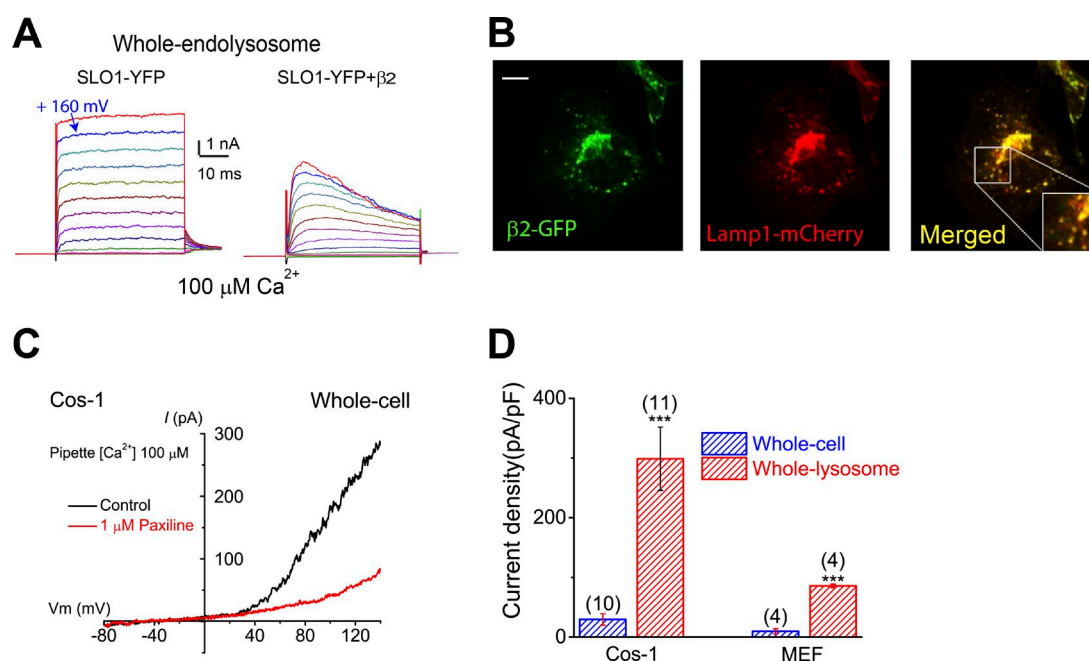 A
Whole-endolysosome
SLO1-YFP
SLO1-YFP+β2
+ 160 mV
1 nA
10 ms
100 μM Ca²⁺
B
β2-GFP
Lamp1-mCherry
Merged
C
Cos-1
Whole-cell
I (pA)
Pipette [Ca²⁺] 100 μM
Control
1 μM Paxiline
300
200
100
Vm (mV)
-80
-40
40
80
120
D
Current density(pA/pF)
400
200
0
(10)
(11)
***
(4)
(4)
***
Whole-cell
Whole-lysosome
Cos-1
MEF